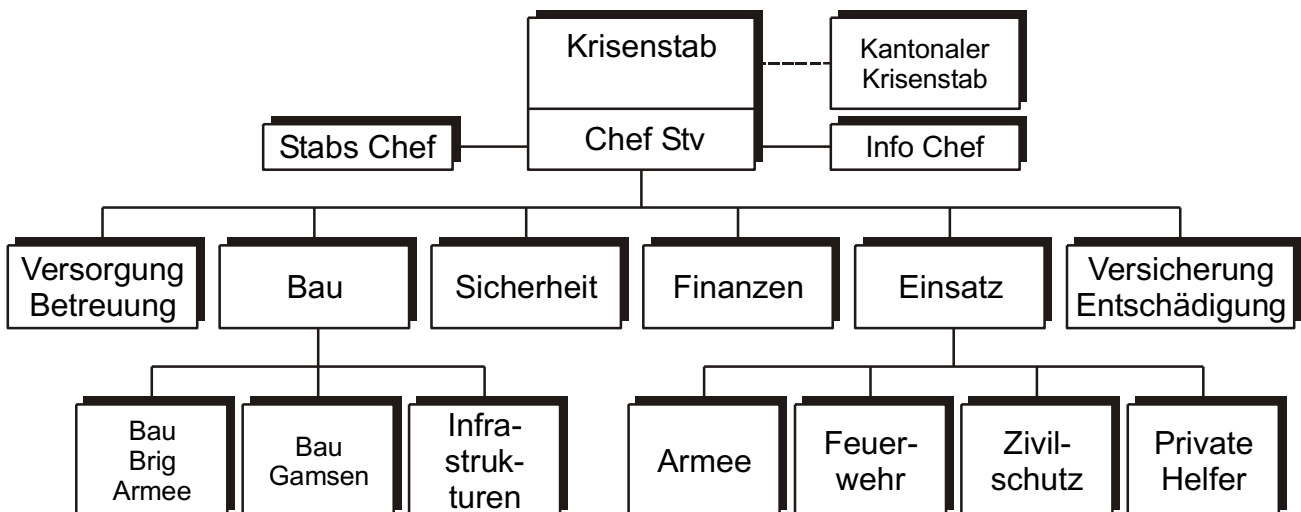 Krisenstab
Kantonaler
Krisenstab
Stabs Chef
Chef Stv
Info Chef
Versorgung
Betreuung
Bau
Sicherheit
Finanzen
Einsatz
Versicherung
Entschädigung
Bau
Brig
Armee
Bau
Gamsen
Infra-
struk-
turen
Armee
Feuer-
wehr
Zivil-
schutz
Private
Helfer